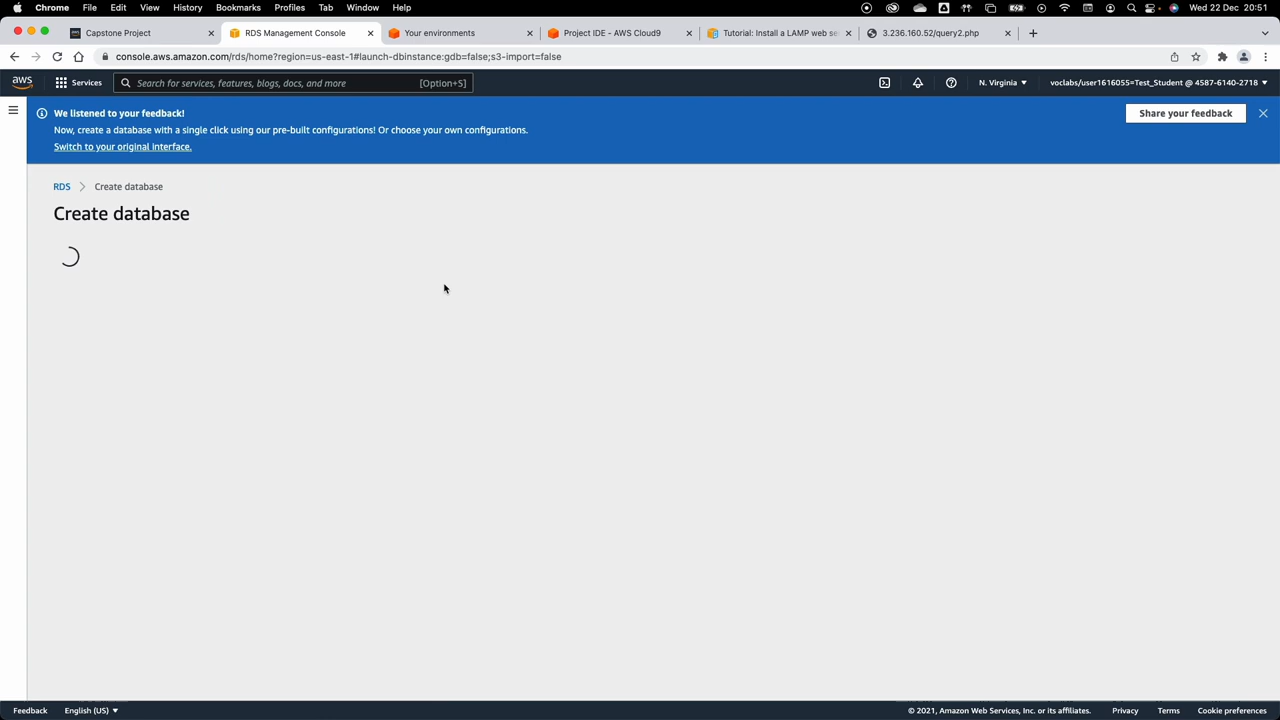 Chrome File Edit View History Bookmarks Profiles Tab Window Help Wed 22 Dec 20:51
Capstone Project RDS Management Console Your environments Project IDE - AWS Cloud9 Tutorial: Install a LAMP web se 3.236.160.52/query2.php
console.aws.amazon.com/rds/home?region=us-east-1#launch-dbinstance:gdb=false;s3-import=false
aws Services Search for services, features, blogs, docs, and more [Option+S] N. Virginia voclabs/user1616055=Test_Student @ 4587-6140-2718
We listened to your feedback! Share your feedback
Now, create a database with a single click using our pre-built configurations! Or choose your own configurations.
Switch to your original interface.
RDS Create database
Create database
Feedback English (US) © 2021, Amazon Web Services, Inc. or its affiliates. Privacy Terms Cookie preferences